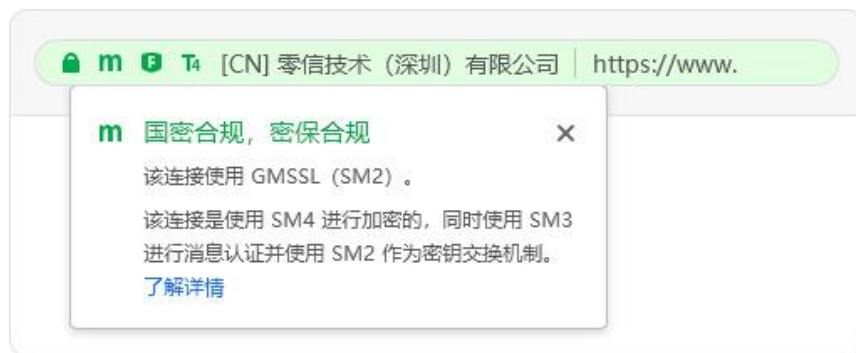 m T4 [CN] 零信技术（深圳）有限公司 https://www.
m 国密合规，密保合规
该连接使用 GMSSL（SM2）。
该连接是使用 SM4 进行加密的，同时使用 SM3
进行消息认证并使用 SM2 作为密钥交换机制。
了解详情